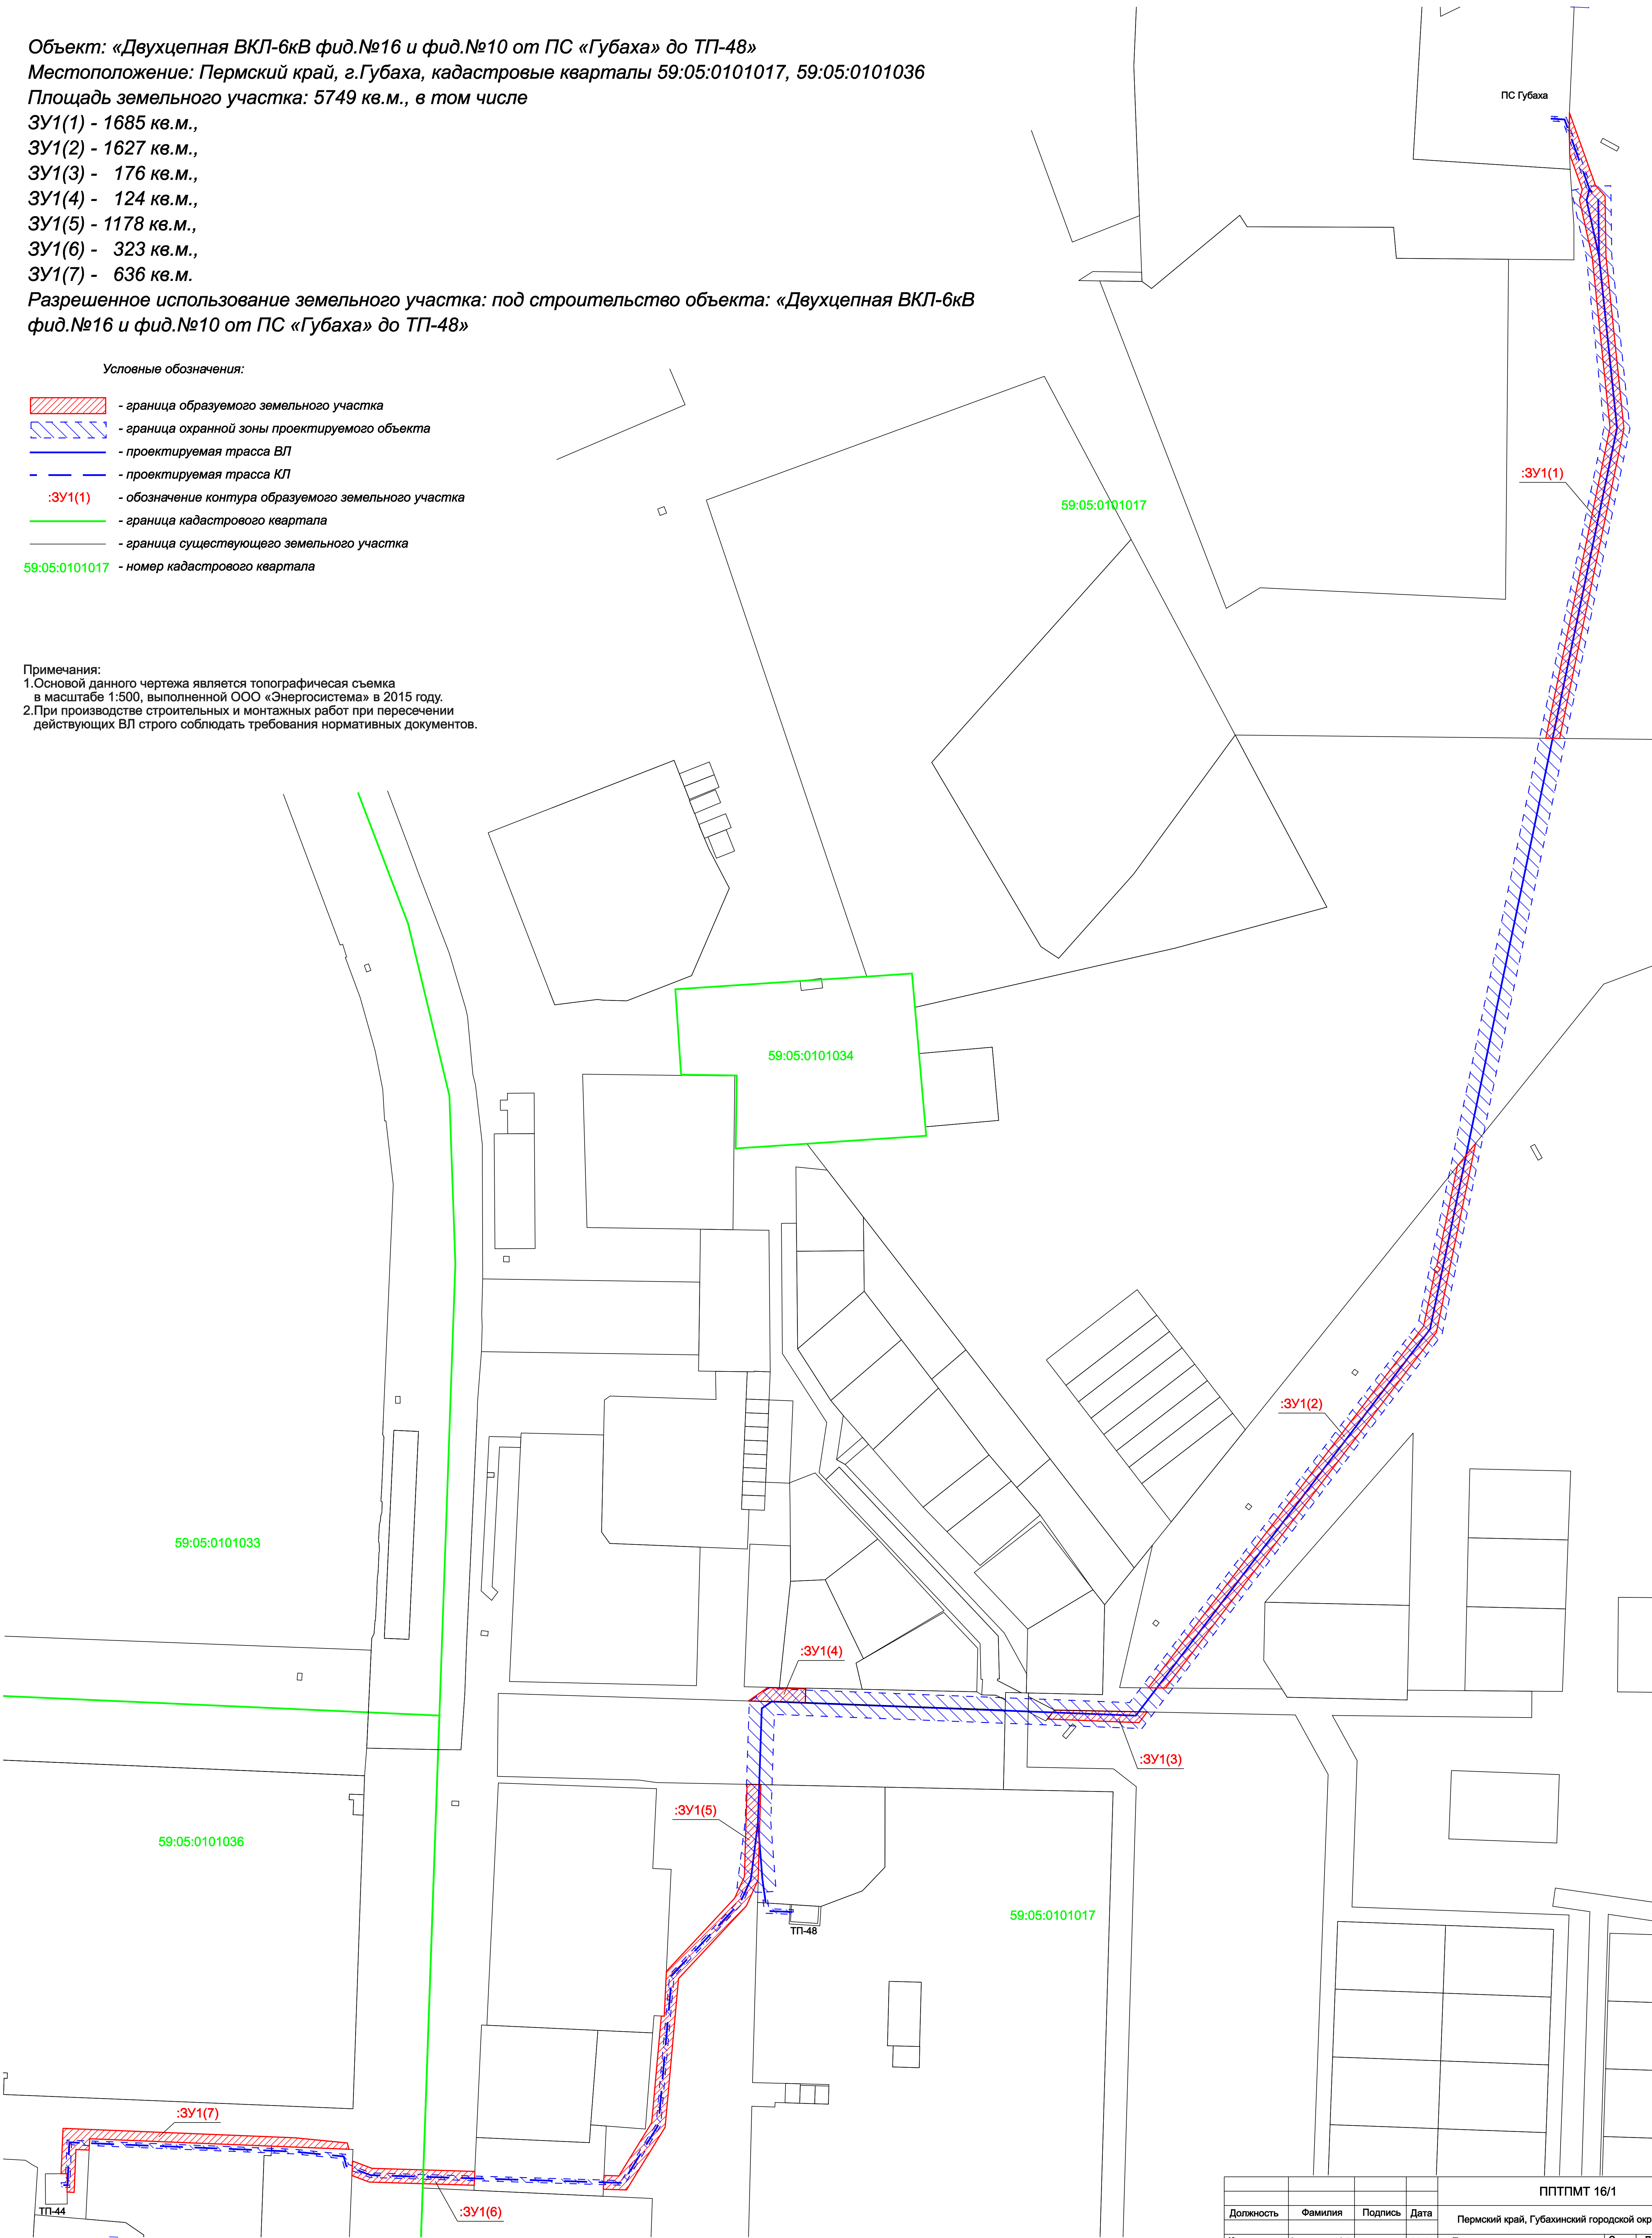 Объект: «Двухцепная ВКЛ-6кВ фид.№16 и фид.№10 от ПС «Губаха» до ТП-48»
Местоположение: Пермский край, г.Губаха, кадастровые кварталы 59:05:0101017, 59:05:0101036
Площадь земельного участка: 5749 кв.м., в том числе
ЗУ1(1) - 1685 кв.м.,
ЗУ1(2) - 1627 кв.м.,
ЗУ1(3) - 176 кв.м.,
ЗУ1(4) - 124 кв.м.,
ЗУ1(5) - 1178 кв.м.,
ЗУ1(6) - 323 кв.м.,
ЗУ1(7) - 636 кв.м.
Разрешенное использование земельного участка: под строительство объекта: «Двухцепная ВКЛ-6кВ
фид.№16 и фид.№10 от ПС «Губаха» до ТП-48»
ПС Губаха
Условные обозначения:
- граница образуемого земельного участка
- граница охранной зоны проектируемого объекта
- проектируемая трасса ВЛ
- проектируемая трасса КЛ
:ЗУ1(1) - обозначение контура образуемого земельного участка
- граница кадастрового квартала
- граница существующего земельного участка
59:05:0101017 - номер кадастрового квартала
:ЗУ1(1)
59:05:0101017
Примечания:
1.Основой данного чертежа является топографичесая съемка
в масштабе 1:500, выполненной ООО «Энергосистема» в 2015 году.
2.При производстве строительных и монтажных работ при пересечении
действующих ВЛ строго соблюдать требования нормативных документов.
59:05:0101034
:ЗУ1(2)
59:05:0101033
:ЗУ1(4)
:ЗУ1(3)
:ЗУ1(5)
59:05:0101036
59:05:0101017
ТП-48
:ЗУ1(7)
ТП-44
:ЗУ1(6)
ППТПМТ 16/1
Должность Фамилия Подпись Дата
Пермский край, Губахинский городской окр